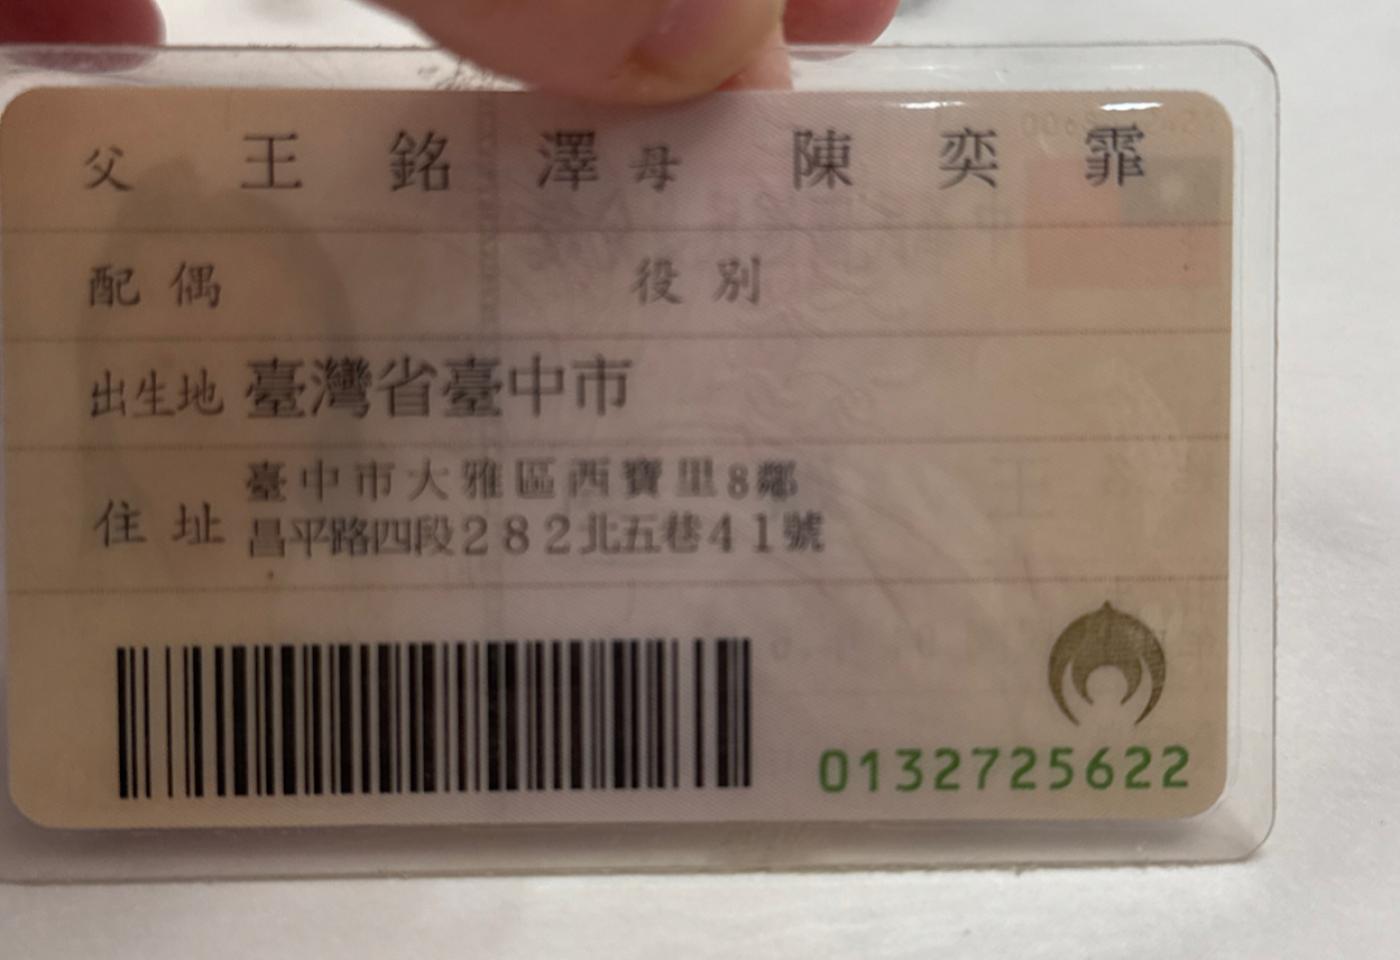 父 王銘澤 母 陳奕霏
配偶 役別
出生地 臺灣省臺中市
住址 臺中市大雅區西寶里8鄰
昌平路四段282北五巷41號
0132725622